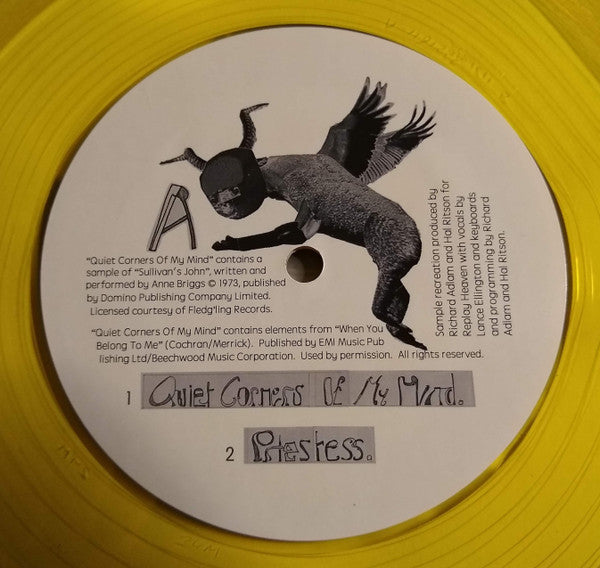 A
"Quiet Corners Of My Mind" contains a
sample of "Sullivan's John", written and
performed by Anne Briggs © 1973, published
by Domino Publishing Company Limited.
Licensed courtesy of Fledg'ling Records.
"Quiet Corners Of My Mind" contains elements from "When You
Belong To Me" (Cochran/Merrick). Published by EMI Music Pub
lishing Ltd/Beechwood Music Corporation. Used by permission. All rights reserved.
Sample recreation produced by
Richard Adlam and Hal Ritson for
Replay Heaven with vocals by
Lance Ellington and keyboards
and programming by Richard
Adlam and Hal Ritson.
1 Quiet Corners Of My Mind.
2 Priestess.